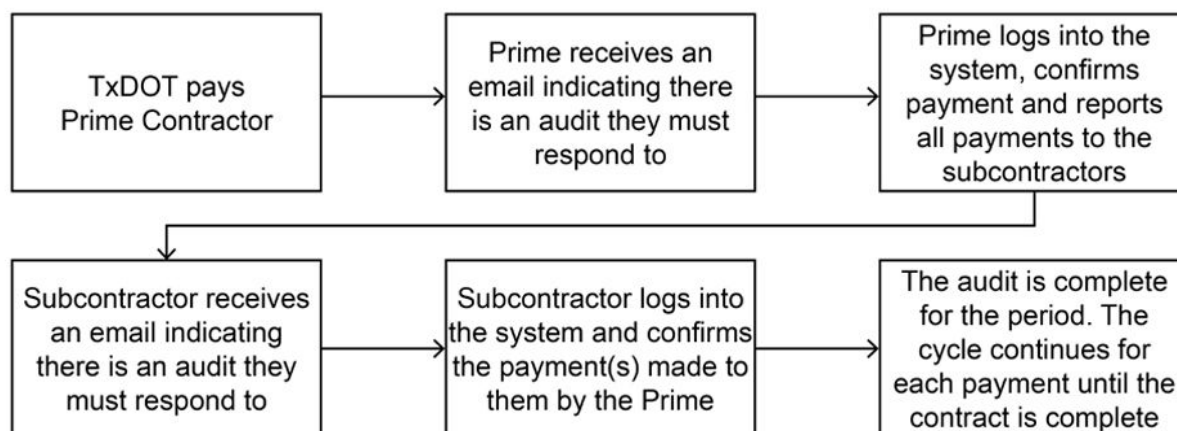 TxDOT pays
Prime Contractor
Prime receives an
email indicating there
is an audit they must
respond to
Prime logs into the
system, confirms
payment and reports
all payments to the
subcontractors
Subcontractor receives
an email indicating
there is an audit they
must respond to
Subcontractor logs into
the system and confirms
the payment(s) made to
them by the Prime
The audit is complete
for the period. The
cycle continues for
each payment until the
contract is complete